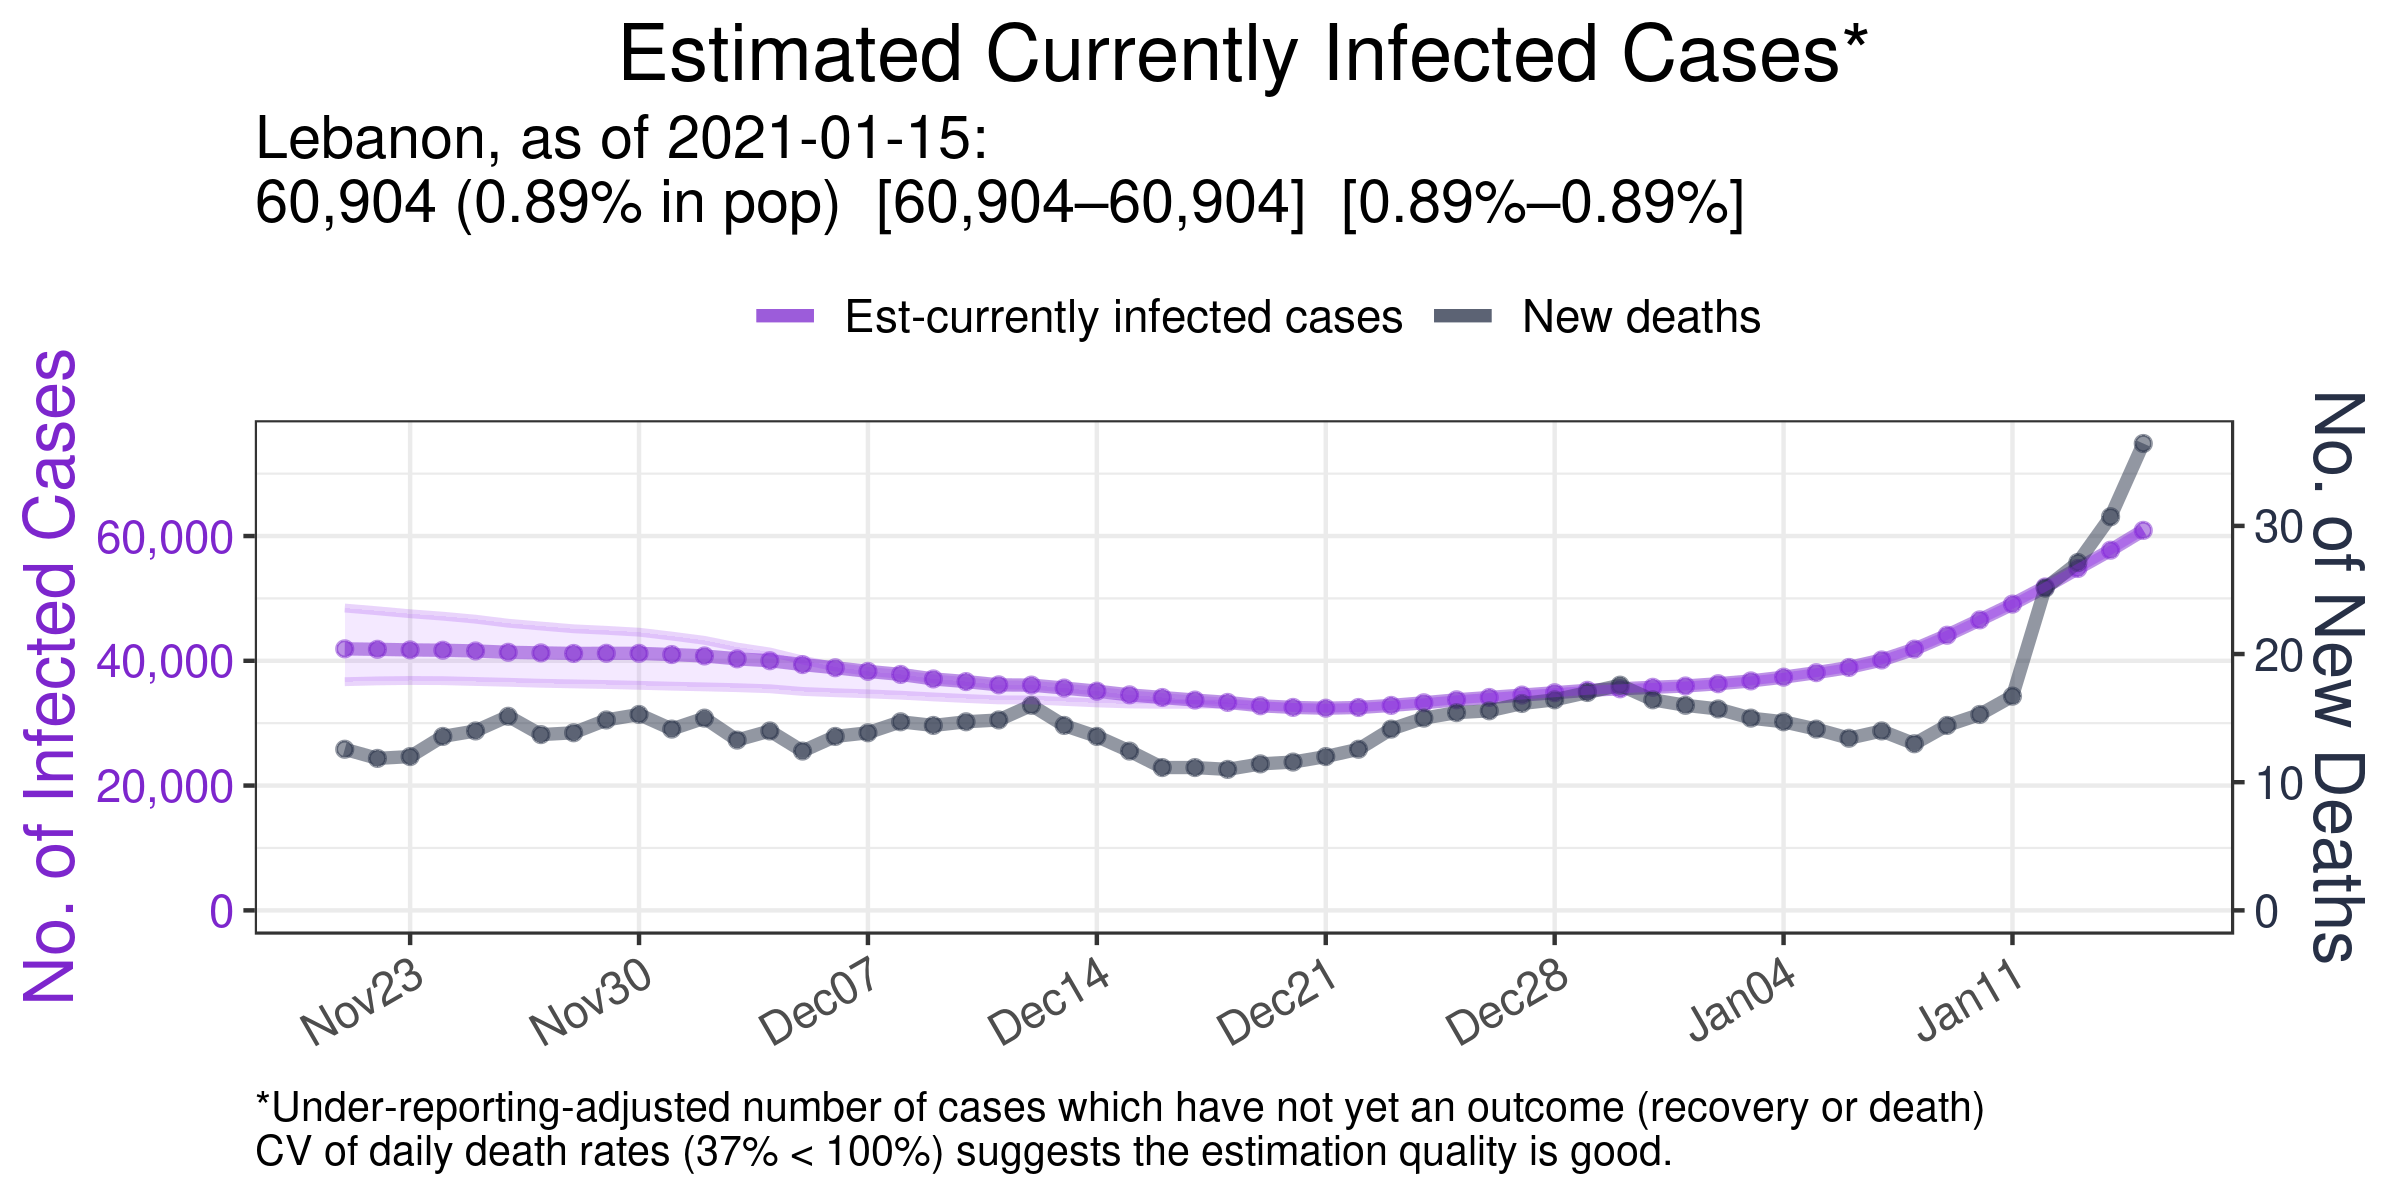 Estimated Currently Infected Cases*
Lebanon, as of 2021-01-15:
60,904 (0.89% in pop)  [60,904–60,904]  [0.89%–0.89%]
Est-currently infected cases
New deaths
No. of Infected Cases
60,000
40,000
20,000
0
No. of New Deaths
30
20
10
0
Nov23
Nov30
Dec07
Dec14
Dec21
Dec28
Jan04
Jan11
*Under-reporting-adjusted number of cases which have not yet an outcome (recovery or death)
CV of daily death rates (37% < 100%) suggests the estimation quality is good.